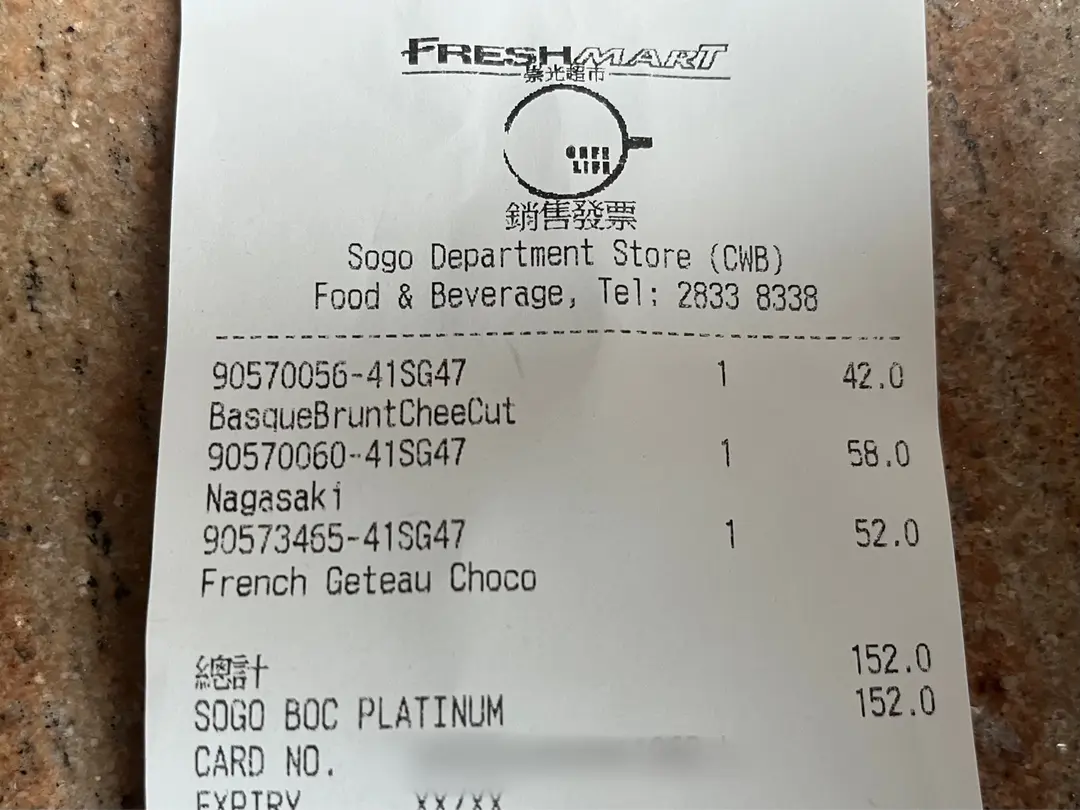 FRESHMART
崇光超市
CAFE
LIFE
銷售發票
Sogo Department Store (CWB)
Food & Beverage, Tel: 2833 8338
90570056-41SG47 1 42.0
BasqueBruntCheeCut
90570060-41SG47 1 58.0
Nagasaki
90573465-41SG47 1 52.0
French Geteau Choco
總計 152.0
SOGO BOC PLATINUM 152.0
CARD NO.
EXPIRY XX/XX